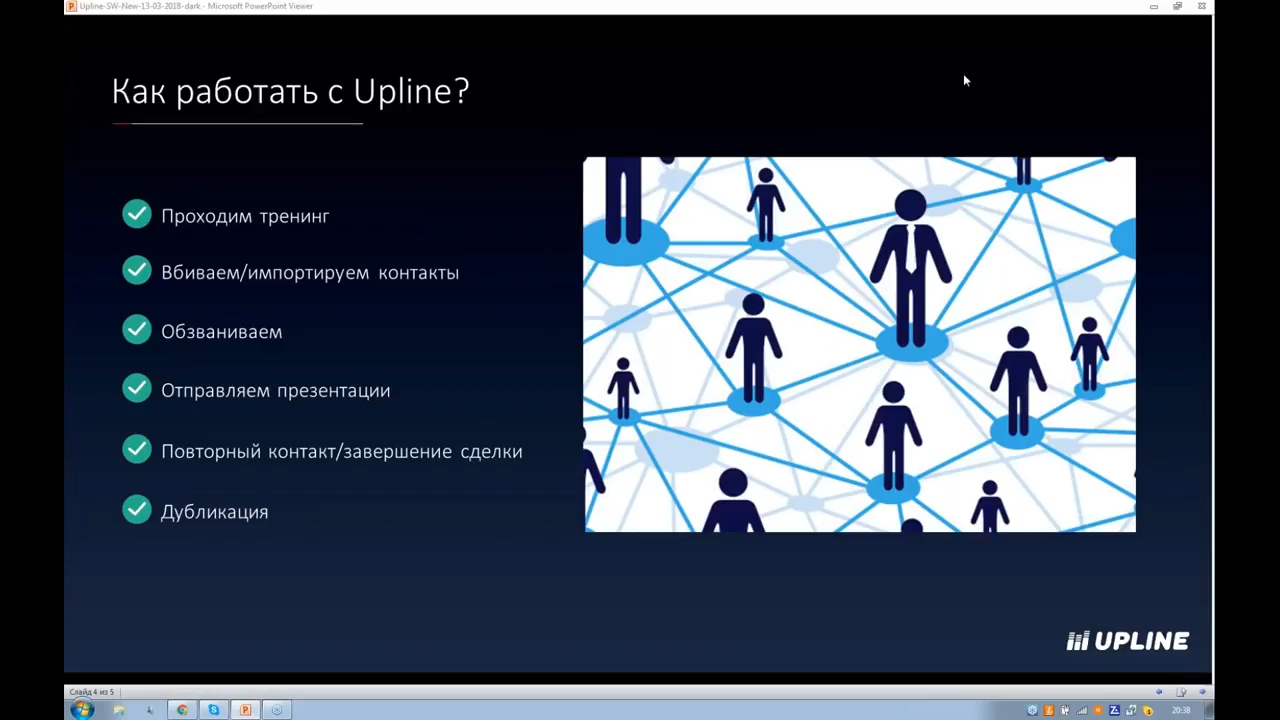 Upline-SW-New-13-03-2018-dark - Microsoft PowerPoint Viewer
Как работать с Upline?
Проходим тренинг
Вбиваем/импортируем контакты
Обзваниваем
Отправляем презентации
Повторный контакт/завершение сделки
Дубликация
UPLINE
Слайд 4 из 5
20:38